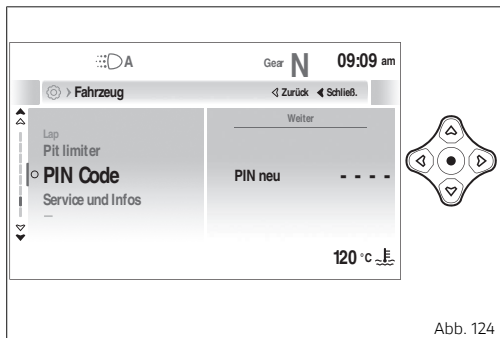 A Gear N 09:09 am
› Fahrzeug Zurück Schließ.
Weiter
Lap
Pit limiter
PIN Code PIN neu - - - -
Service und Infos
120 °C
Abb. 124